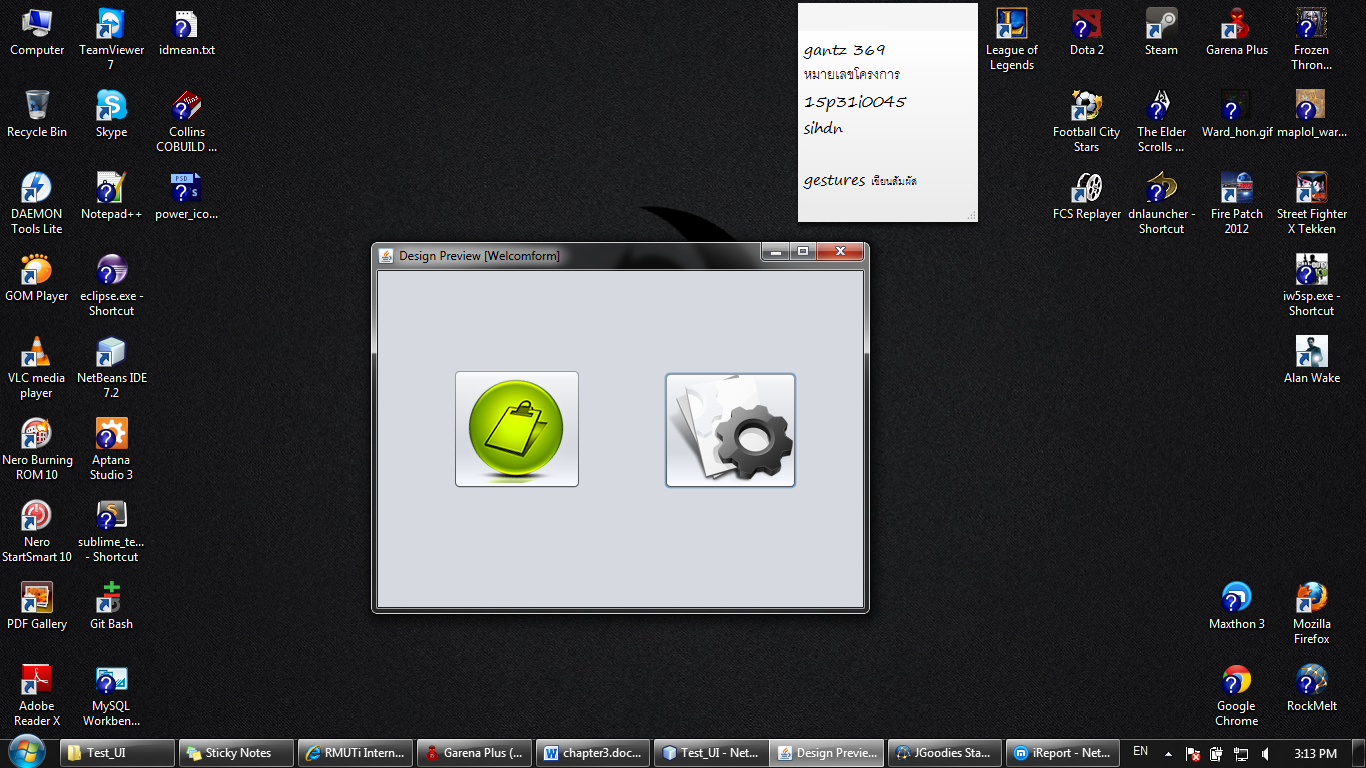 Computer
TeamViewer
7
idmean.txt
Recycle Bin
Skype
Collins
COBUILD ...
DAEMON
Tools Lite
Notepad++
power_ico...
GOM Player
eclipse.exe -
Shortcut
VLC media
player
NetBeans IDE
7.2
Nero Burning
ROM 10
Aptana
Studio 3
Nero
StartSmart 10
sublime_te...
- Shortcut
PDF Gallery
Git Bash
Adobe
Reader X
MySQL
Workben...
PSD
gantz 369
หมายเลขโครงการ
15p31i0045
sihdn
gestures เขียนสัมผัส
League of
Legends
Dota 2
Steam
Garena Plus
Frozen
Thron...
Football City
Stars
The Elder
Scrolls ...
Ward_hon.gif
maplol_war...
FCS Replayer
dnlauncher -
Shortcut
Fire Patch
2012
Street Fighter
X Tekken
iw5sp.exe -
Shortcut
Alan Wake
Maxthon 3
Mozilla
Firefox
Google
Chrome
RockMelt
Design Preview [Welcomform]
Test_UI
Sticky Notes
RMUTi Intern...
Garena Plus (...
chapter3.doc...
Test_UI - Net...
Design Previe...
JGoodies Sta...
iReport - Net...
EN
3:13 PM